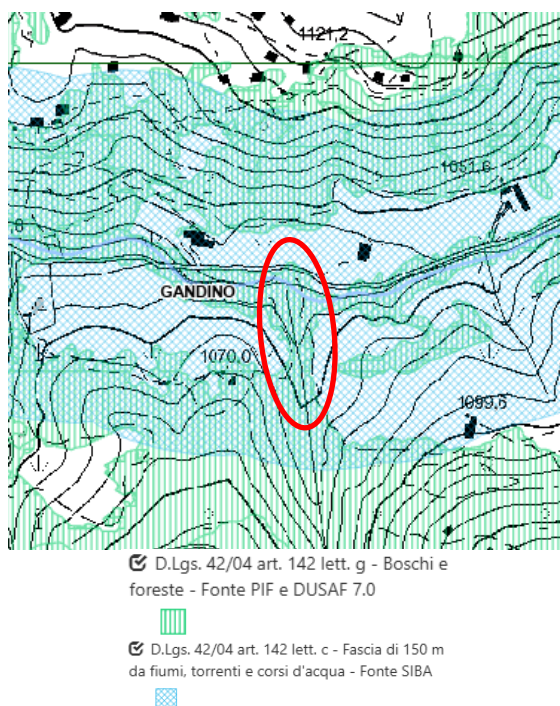 1121,2
1051,6
GANDINO
1070,0
1099,6
D.Lgs. 42/04 art. 142 lett. g - Boschi e
foreste - Fonte PIF e DUSAF 7.0
D.Lgs. 42/04 art. 142 lett. c - Fascia di 150 m
da fiumi, torrenti e corsi d'acqua - Fonte SIBA